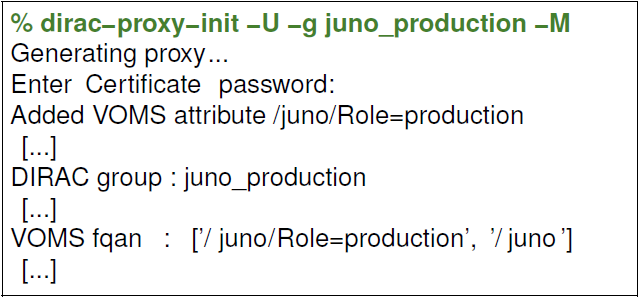 % dirac−proxy−init −U −g juno_production −M
Generating proxy...
Enter Certificate password:
Added VOMS attribute /juno/Role=production
[...]
DIRAC group : juno_production
[...]
VOMS fqan : ['/ juno/Role=production', '/ juno ']
[...]